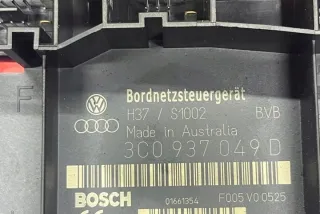 Bordnetzsteuergerät
H37 / S1002 BVB
Made in Australia
3C0 937 049 D
F
BOSCH 01661354 F005 V0 0525